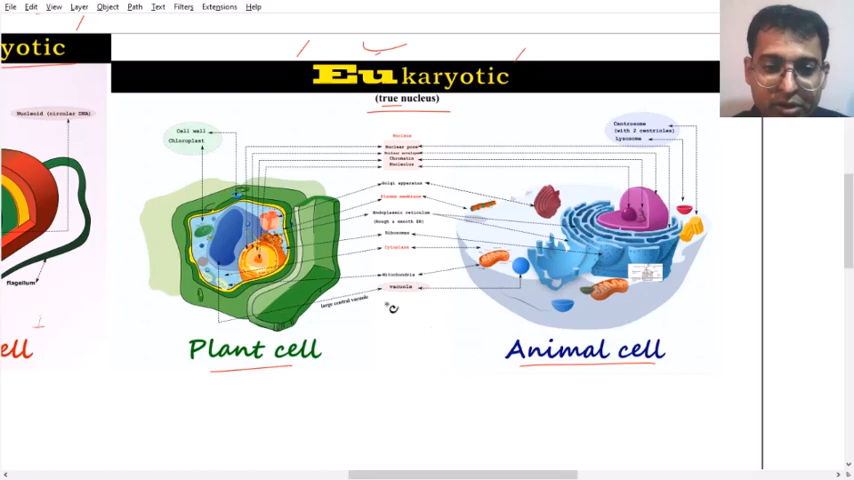 File Edit View Layer Object Path Text Filters Extensions Help
yotic
Eukaryotic
(true nucleus)
Nucleoid (circular DNA)
Cell wall
Chloroplast
Nucleus
Nuclear pore
Nuclear envelope
Chromatin
Nucleolus
Centrosome
(with 2 centrioles)
Lysosome
Golgi apparatus
Plasma membrane
Endoplasmic reticulum
(Rough & smooth ER)
Ribosomes
Cytoplasm
Mitochondria
vacuole
large central vacuole
flagellum
ell
Plant cell
Animal cell